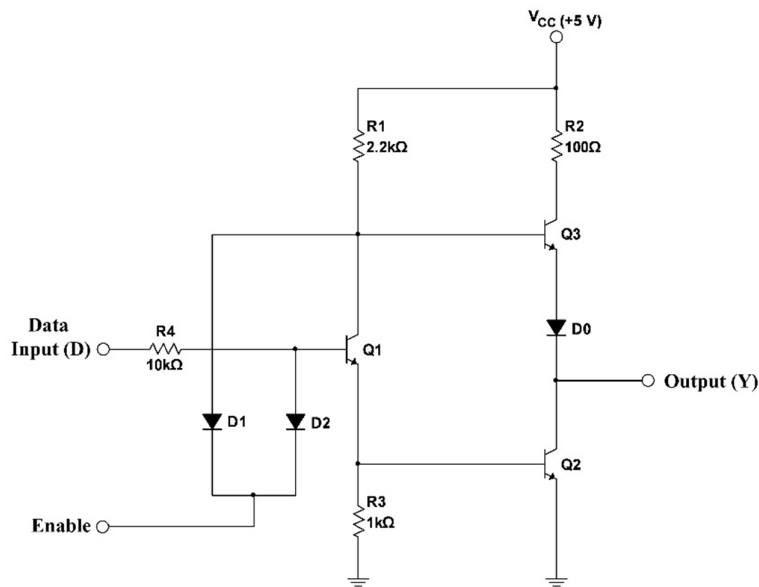 VCC (+5 V)
R1
2.2kΩ
R2
100Ω
Q3
Data
Input (D)
R4
10kΩ
Q1
D0
Output (Y)
D1
D2
Q2
R3
1kΩ
Enable